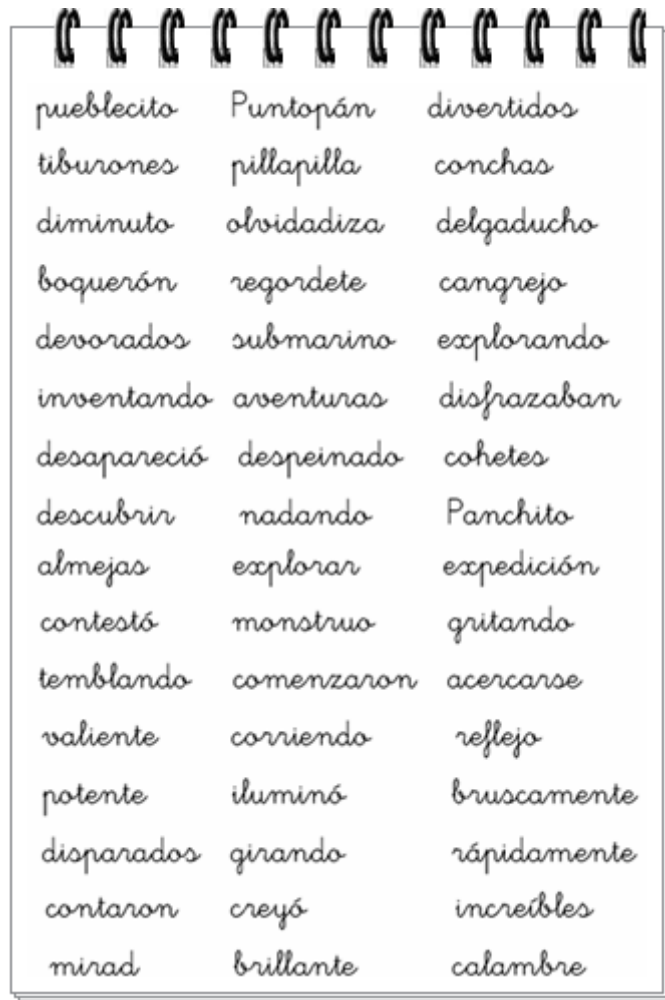 pueblecito Puntopán divertidos
tiburones pillapilla conchas
diminuto olvidadiza delgaducho
boquerón regordete cangrejo
devorados submarino explorando
inventando aventuras disfrazaban
desapareció despeinado cohetes
descubrir nadando Panchito
almejas explorar expedición
contestó monstruo gritando
temblando comenzaron acercarse
valiente corriendo reflejo
potente iluminó bruscamente
disparados girando rápidamente
contaron creyó increíbles
mirad brillante calambre